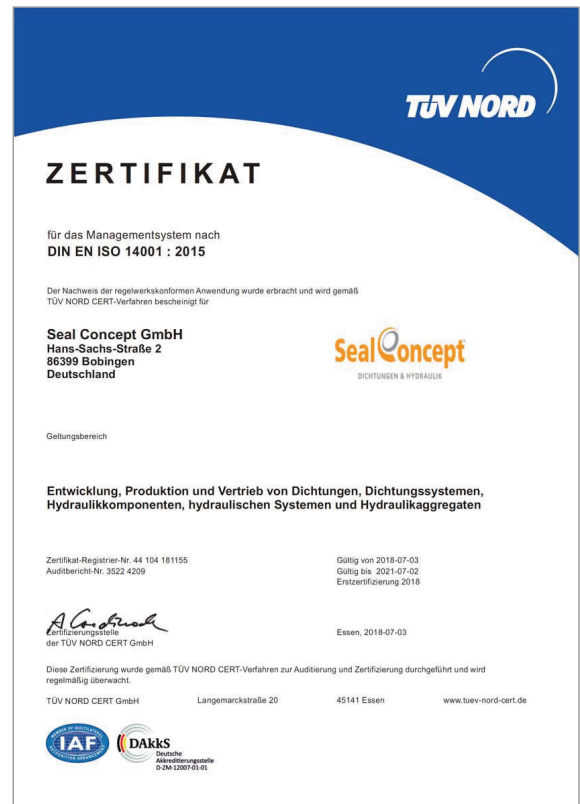 TÜV NORD
ZERTIFIKAT
für das Managementsystem nach
DIN EN ISO 14001 : 2015
Der Nachweis der regelwerkskonformen Anwendung wurde erbracht und wird gemäß
TÜV NORD CERT-Verfahren bescheinigt für
Seal Concept GmbH
Hans-Sachs-Straße 2
86399 Bobingen
Deutschland
Seal Concept
DICHTUNGEN & HYDRAULIK
Geltungsbereich
Entwicklung, Produktion und Vertrieb von Dichtungen, Dichtungssystemen,
Hydraulikkomponenten, hydraulischen Systemen und Hydraulikaggregaten
Zertifikat-Registrier-Nr. 44 104 181155
Auditbericht-Nr. 3522 4209
Gültig von 2018-07-03
Gültig bis 2021-07-02
Erstzertifizierung 2018
Zertifizierungsstelle
der TÜV NORD CERT GmbH
Essen, 2018-07-03
Diese Zertifizierung wurde gemäß TÜV NORD CERT-Verfahren zur Auditierung und Zertifizierung durchgeführt und wird
regelmäßig überwacht.
TÜV NORD CERT GmbH Langemarckstraße 20 45141 Essen www.tuev-nord-cert.de
MEMBER OF MULTILATERAL
IAF
RECOGNITION ARRANGEMENT
DAkkS
Deutsche
Akkreditierungsstelle
D-ZM-12007-01-01